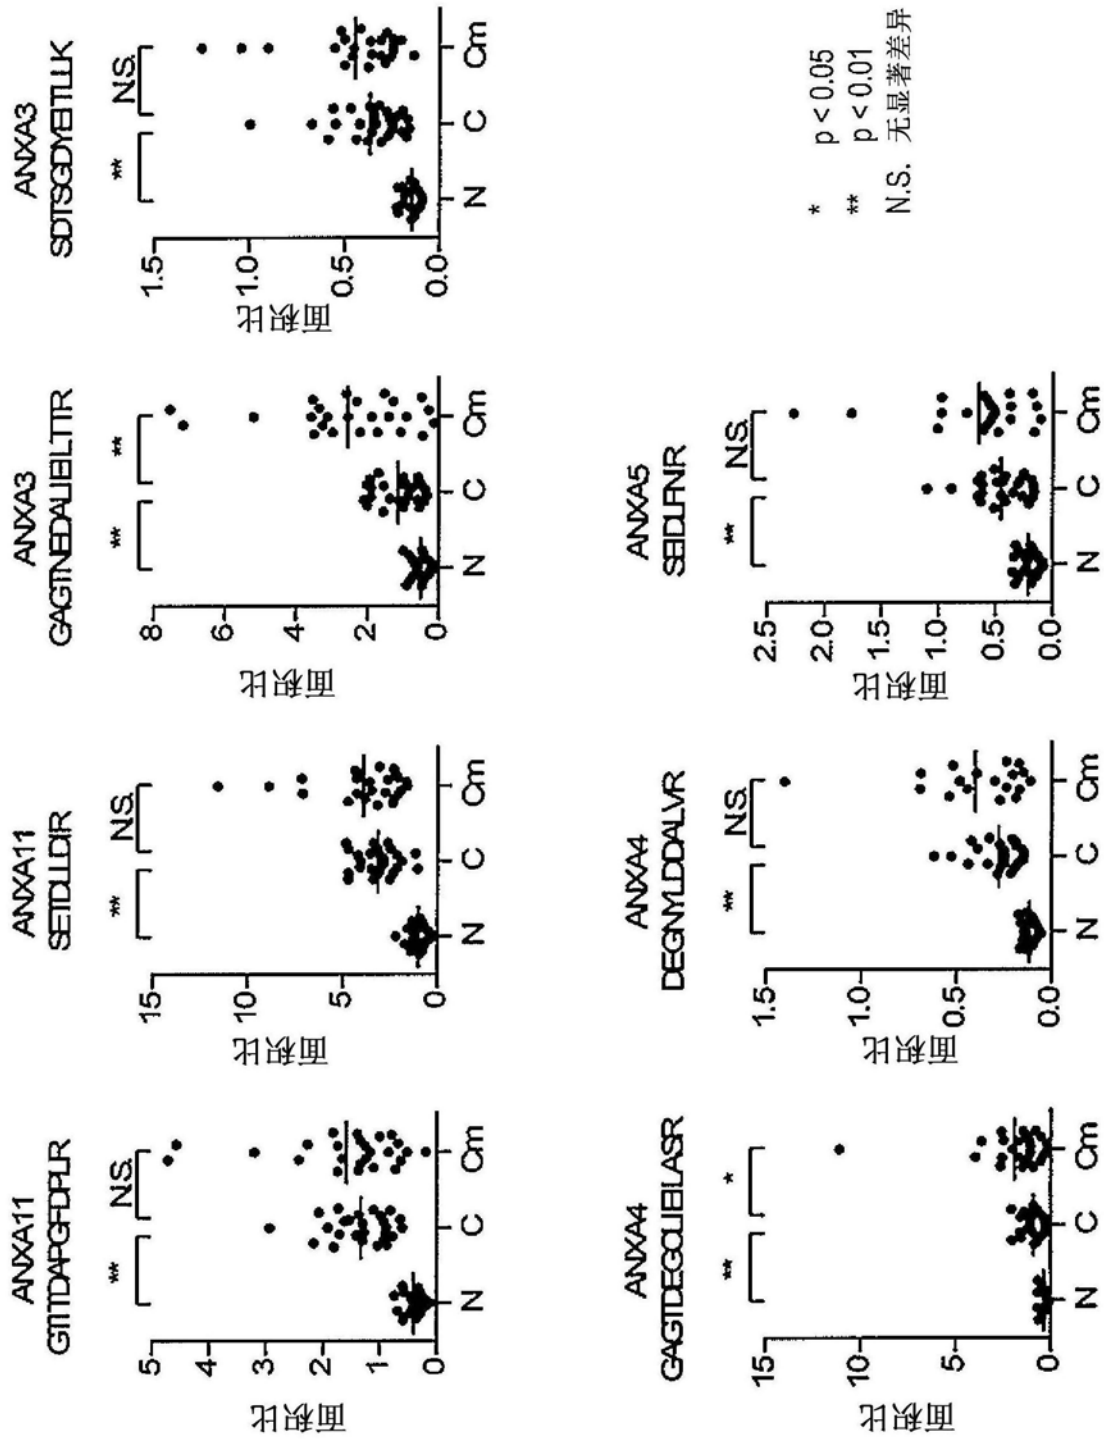 ANXA11
GTITDAPGFDPLR
**
N.S.
面积比
5
4
3
2
1
0
N C Cm
ANXA11
SETDLLDIR
**
N.S.
面积比
15
10
5
0
N C Cm
ANXA3
GAGTNEDALIEILTTR
**
**
面积比
8
6
4
2
0
N C Cm
ANXA3
SDTSGDYEITLLK
**
N.S.
面积比
1.5
1.0
0.5
0.0
N C Cm
ANXA4
GAGTDEGCLIEILASR
**
*
面积比
15
10
5
0
N C Cm
ANXA4
DEGNYLDDALVR
**
N.S.
面积比
1.5
1.0
0.5
0.0
N C Cm
ANXA5
SEIDLFNIR
**
N.S.
面积比
2.5
2.0
1.5
1.0
0.5
0.0
N C Cm
* p < 0.05
** p < 0.01
N.S. 无显著差异